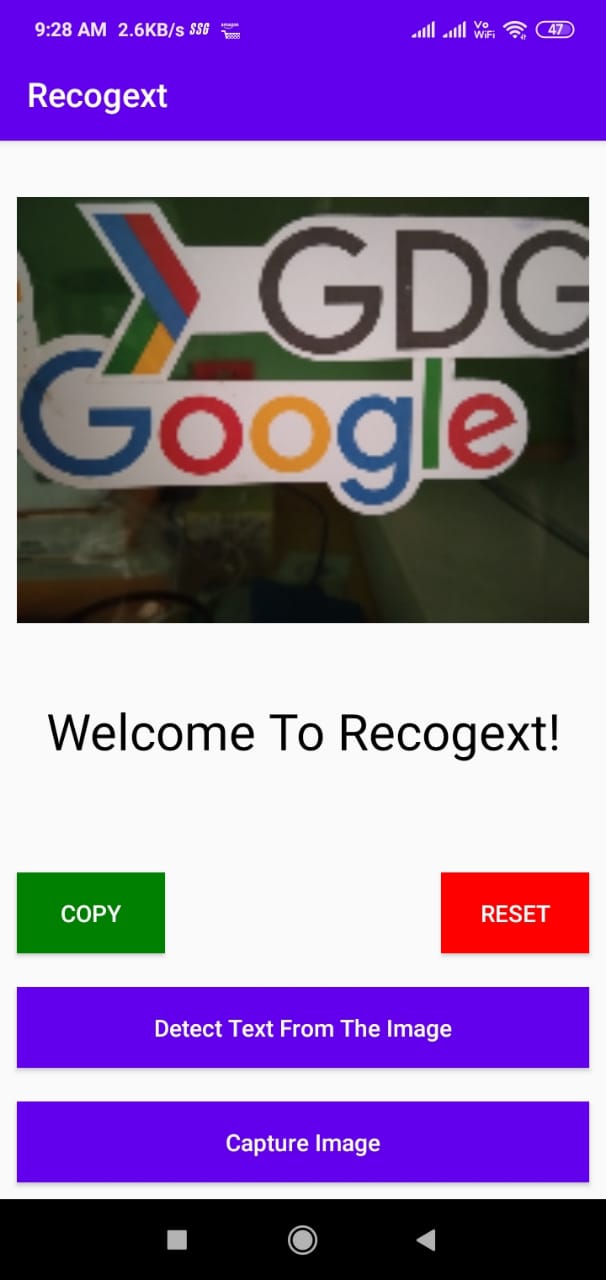 9:28 AM 2.6KB/s SSG amazon Vo WiFi 47
Recogext
GDG
Google
Welcome To Recogext!
COPY
RESET
Detect Text From The Image
Capture Image